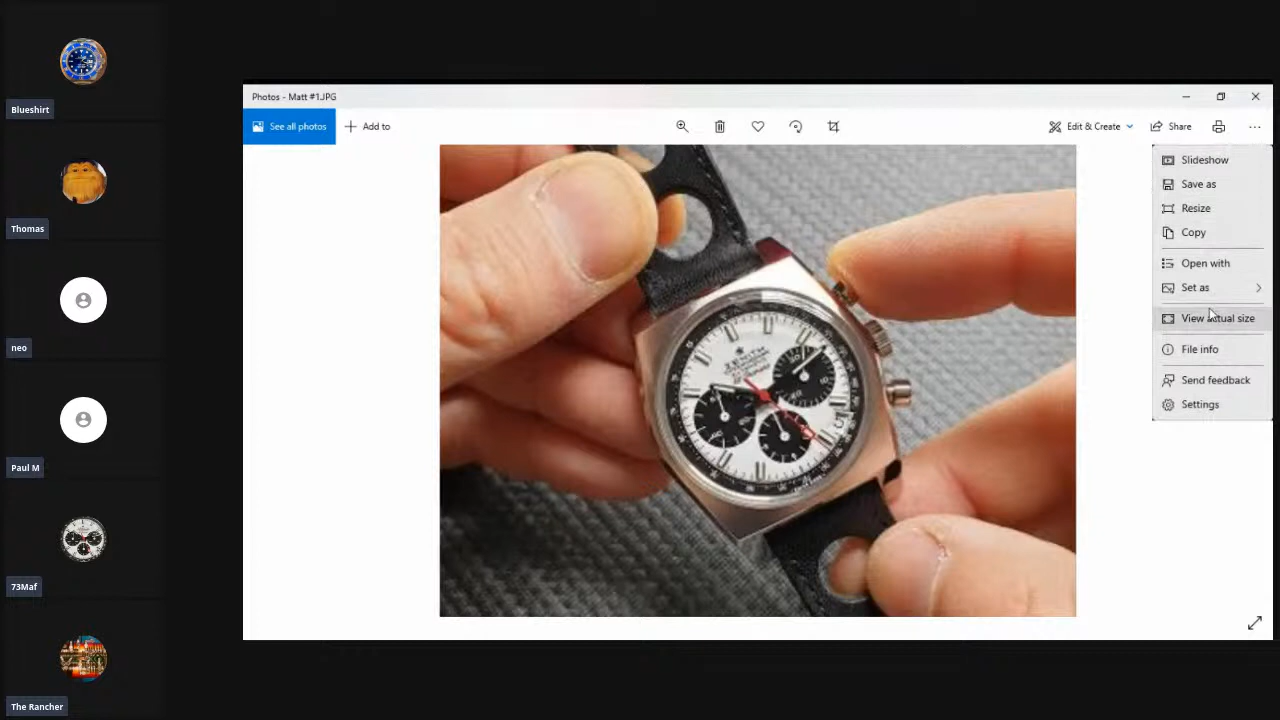 Blueshirt
Thomas
neo
Paul M
73Maf
The Rancher
Photos - Matt #1.JPG
See all photos
Add to
Edit & Create
Share
Slideshow
Save as
Resize
Copy
Open with
Set as
View actual size
File info
Send feedback
Settings
ZENITH